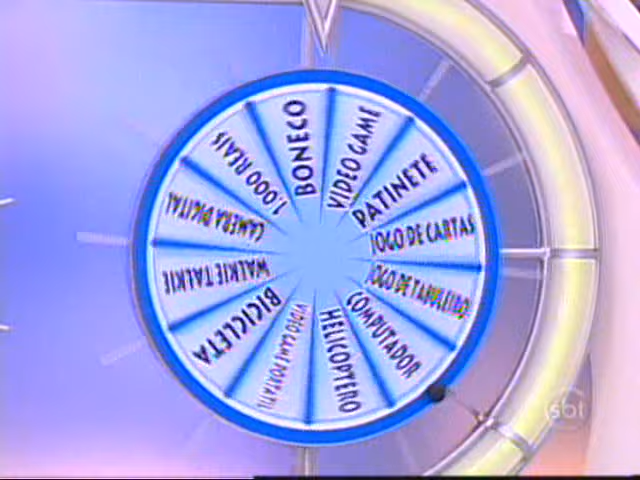 BONECO
VIDEO GAME
PATINETE
JOGO DE CARTAS
JOGO DE TABULEIRO
COMPUTADOR
HELICOPTERO
VIDEO GAME PORTATIL
BICICLETA
WALKIE TALKIE
CAMERA DIGITAL
1.000 REAIS
sbt